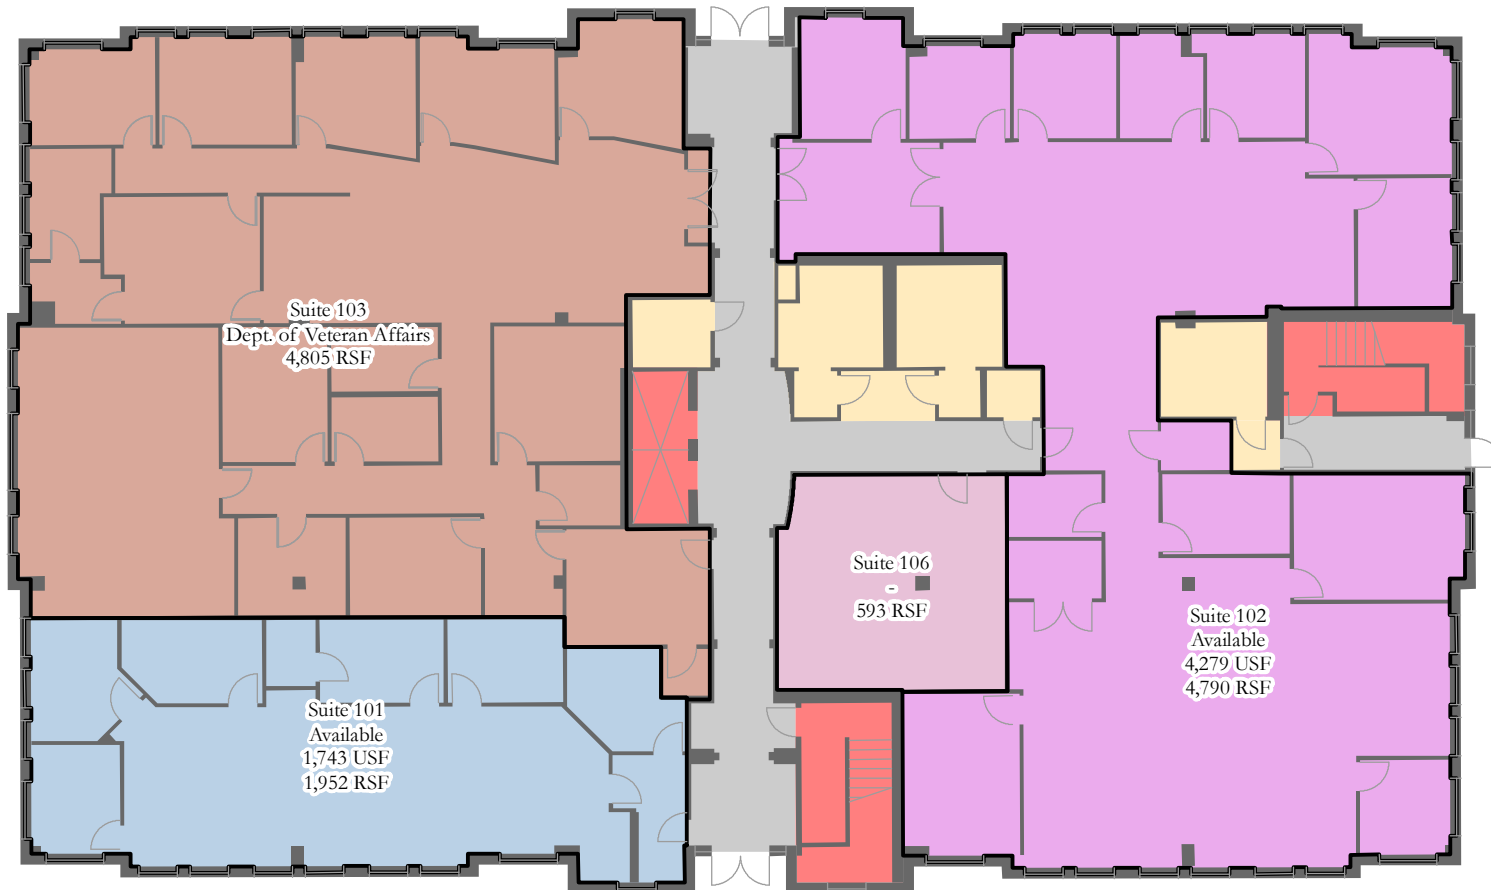 Suite 103
Dept. of Veteran Affairs
4,805 RSF
Suite 106
-
593 RSF
Suite 102
Available
4,279 USF
4,790 RSF
Suite 101
Available
1,743 USF
1,952 RSF